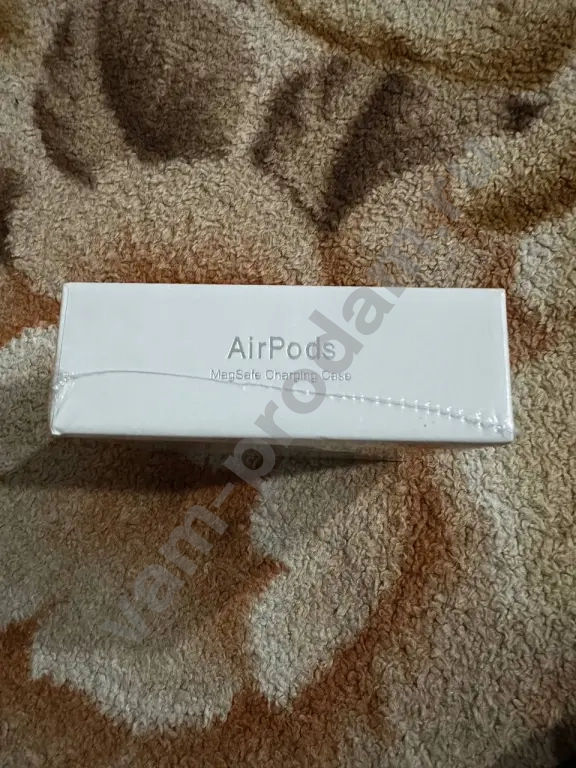 AirPods
MagSafe Charging Case
vam-prodam.ru